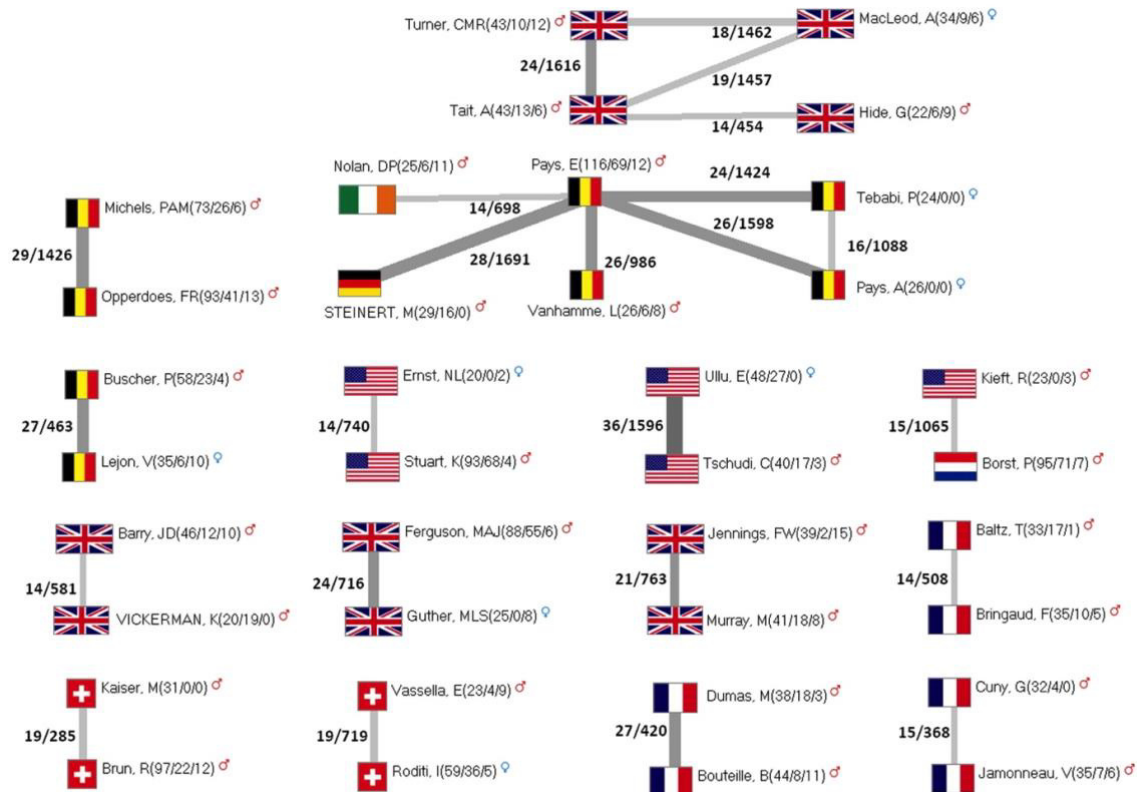 Turner, CMR(43/10/12) ♂
18/1462
MacLeod, A(34/9/6) ♀
24/1616
19/1457
Tait, A(43/13/6) ♂
14/454
Hide, G(22/6/9) ♂
Nolan, DP(25/6/11) ♂
Pays, E(116/69/12) ♂
24/1424
Tebabi, P(24/0/0) ♀
14/698
26/1598
16/1088
28/1691
26/986
STEINERT, M(29/16/0) ♂
Vanhamme, L(26/6/8) ♂
Pays, A(26/0/0) ♀
Michels, PAM(73/26/6) ♂
29/1426
Opperdoes, FR(93/41/13) ♂
Buscher, P(58/23/4) ♂
27/463
Lejon, V(35/6/10) ♀
Ernst, NL(20/0/2) ♀
14/740
Stuart, K(93/68/4) ♂
Ullu, E(48/27/0) ♀
36/1596
Tschudi, C(40/17/3) ♂
Kieft, R(23/0/3) ♂
15/1065
Borst, P(95/71/7) ♂
Barry, JD(46/12/10) ♂
14/581
VICKERMAN, K(20/19/0) ♂
Ferguson, MAJ(88/55/6) ♂
24/716
Guther, MLS(25/0/8) ♀
Jennings, FW(39/2/15) ♂
21/763
Murray, M(41/18/8) ♂
Baltz, T(33/17/1) ♂
14/508
Bringaud, F(35/10/5) ♂
Kaiser, M(31/0/0) ♂
19/285
Brun, R(97/22/12) ♂
Vassella, E(23/4/9) ♂
19/719
Roditi, I(59/36/5) ♀
Dumas, M(38/18/3) ♂
27/420
Bouteille, B(44/8/11) ♂
Cuny, G(32/4/0) ♂
15/368
Jamonneau, V(35/7/6) ♂